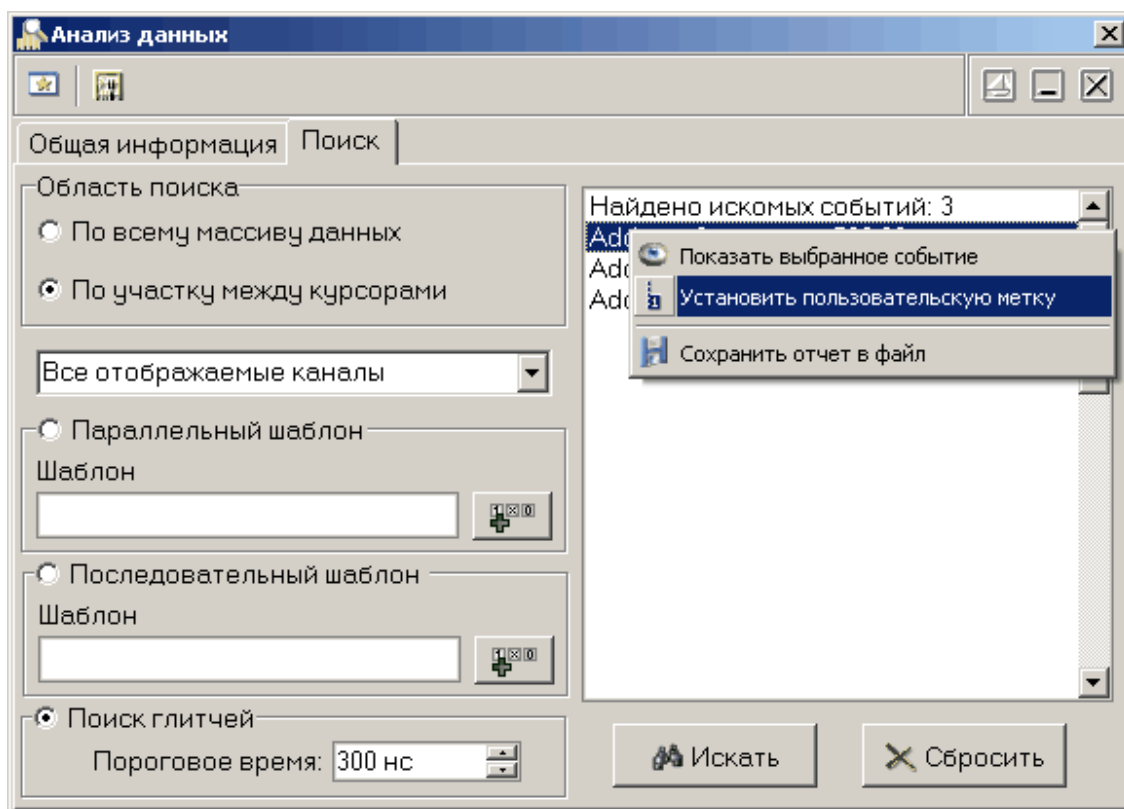 Анализ данных
Общая информация
Поиск
Область поиска
По всему массиву данных
По участку между курсорами
Все отображаемые каналы
Параллельный шаблон
Шаблон
Последовательный шаблон
Шаблон
Поиск глитчей
Пороговое время: 300 нс
Найдено искомых событий: 3
Показать выбранное событие
Установить пользовательскую метку
Сохранить отчет в файл
Искать
Сбросить